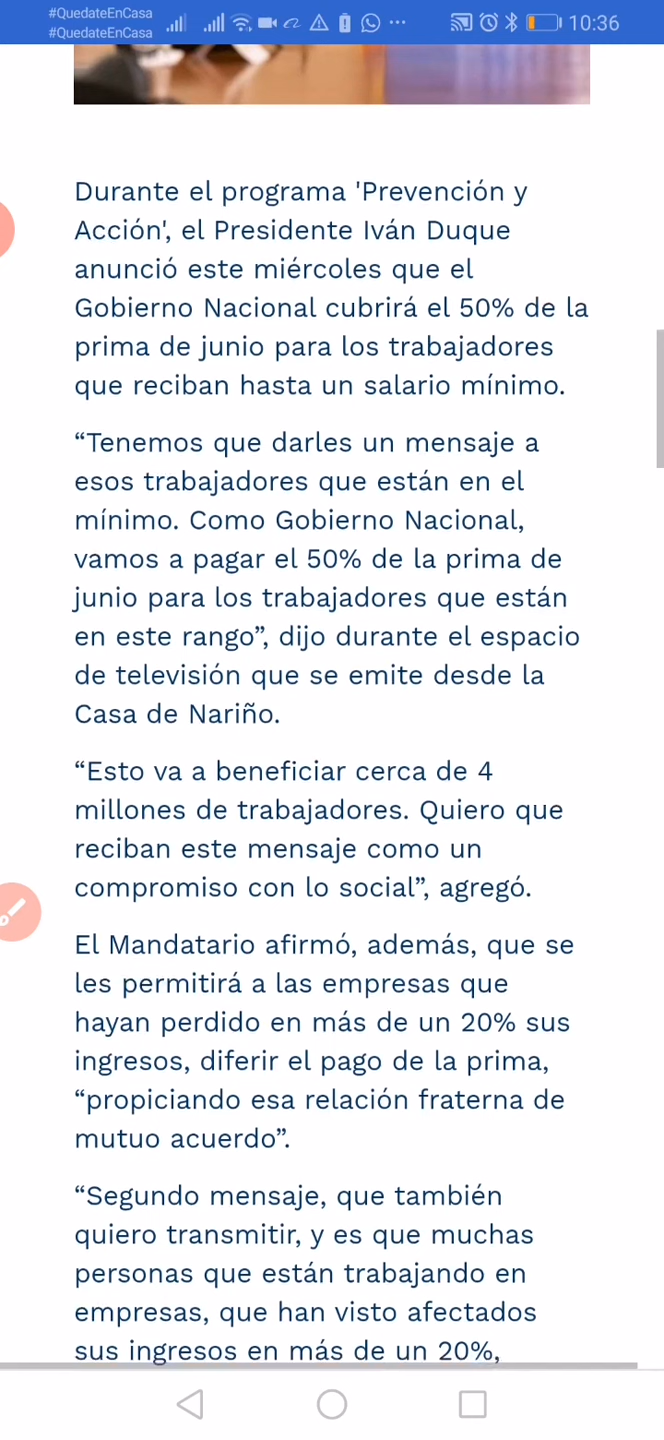 #QuedateEnCasa
#QuedateEnCasa
10:36
Durante el programa 'Prevención y
Acción', el Presidente Iván Duque
anunció este miércoles que el
Gobierno Nacional cubrirá el 50% de la
prima de junio para los trabajadores
que reciban hasta un salario mínimo.
“Tenemos que darles un mensaje a
esos trabajadores que están en el
mínimo. Como Gobierno Nacional,
vamos a pagar el 50% de la prima de
junio para los trabajadores que están
en este rango”, dijo durante el espacio
de televisión que se emite desde la
Casa de Nariño.
“Esto va a beneficiar cerca de 4
millones de trabajadores. Quiero que
reciban este mensaje como un
compromiso con lo social”, agregó.
El Mandatario afirmó, además, que se
les permitirá a las empresas que
hayan perdido en más de un 20% sus
ingresos, diferir el pago de la prima,
“propiciando esa relación fraterna de
mutuo acuerdo”.
“Segundo mensaje, que también
quiero transmitir, y es que muchas
personas que están trabajando en
empresas, que han visto afectados
sus ingresos en más de un 20%,